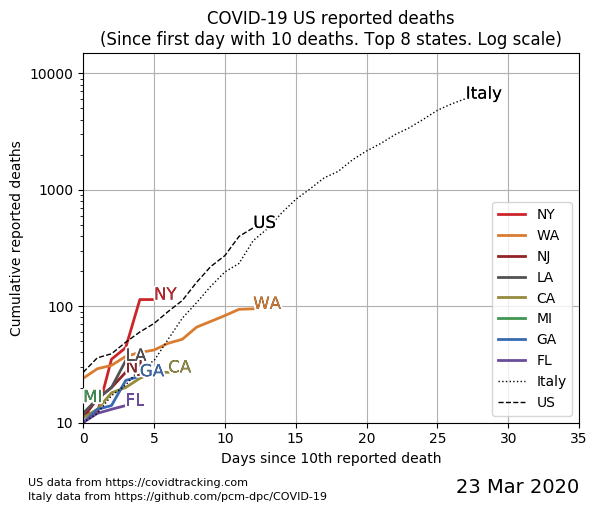 COVID-19 US reported deaths
(Since first day with 10 deaths. Top 8 states. Log scale)
Cumulative reported deaths
10000
1000
100
10
Italy
US
NY
WA
LA
NJ
CA
GA
MI
FL
NY
WA
NJ
LA
CA
MI
GA
FL
Italy
US
0 5 10 15 20 25 30 35
Days since 10th reported death
US data from https://covidtracking.com
Italy data from https://github.com/pcm-dpc/COVID-19
23 Mar 2020